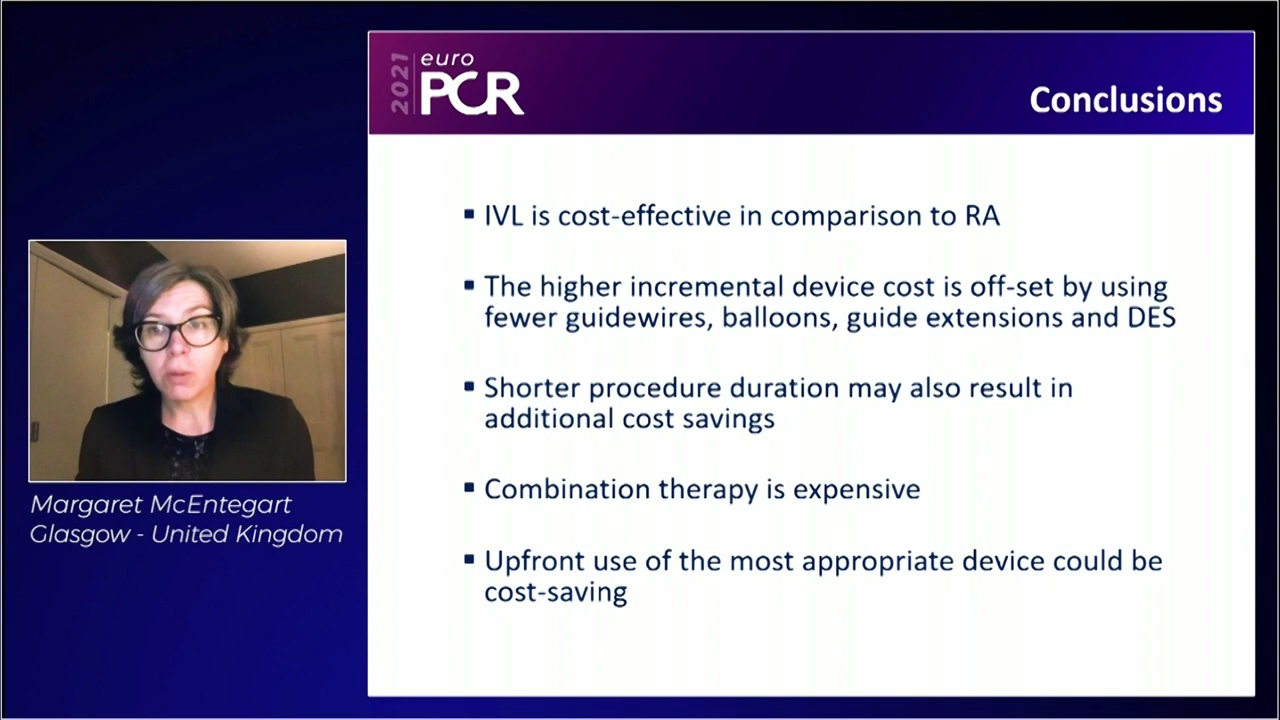 2021
euro
PCR
Conclusions
▪ IVL is cost-effective in comparison to RA
▪ The higher incremental device cost is off-set by using
fewer guidewires, balloons, guide extensions and DES
▪ Shorter procedure duration may also result in
additional cost savings
▪ Combination therapy is expensive
▪ Upfront use of the most appropriate device could be
cost-saving
Margaret McEntegart
Glasgow - United Kingdom